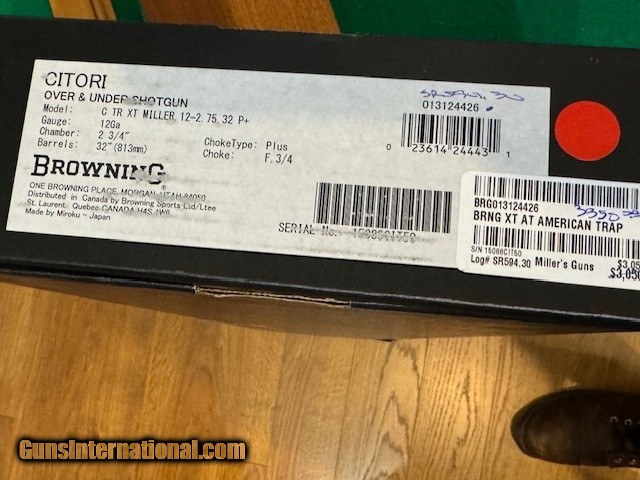 CITORI
OVER & UNDER SHOTGUN
Model: C TR XT MILLER, 12-2.75, 32 P+
Gauge: 12Ga
Chamber: 2 3/4" ChokeType: Plus
Barrels: 32"(813mm) Choke: F.3/4
BROWNING
ONE BROWNING PLACE, MORGAN, UTAH 84050
Distributed in Canada by Browning Sports Ltd/Ltee
St. Laurent, Quebec CANADA H4S 1W6
Made by Miroku - Japan
013124426
0 23614 24443 1
SERIAL No. 15088CIT50
BRG013124426
BRNG XT AT AMERICAN TRAP
S/N 15088CIT50
Log# SR594.30 Miller's Guns
GunsInternational.com